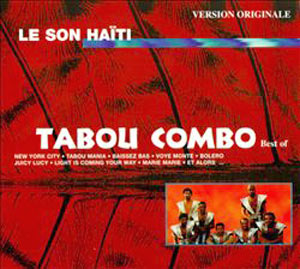 VERSION ORIGINALE
LE SON HAÏTI
TABOU COMBO Best of
NEW YORK CITY • TABOU MANIA • BAISSEZ BAS • VOYE MONTE • BOLERO
JUICY LUCY • LIGHT IS COMING YOUR WAY • MARIE MARIE • ET ALORS ...